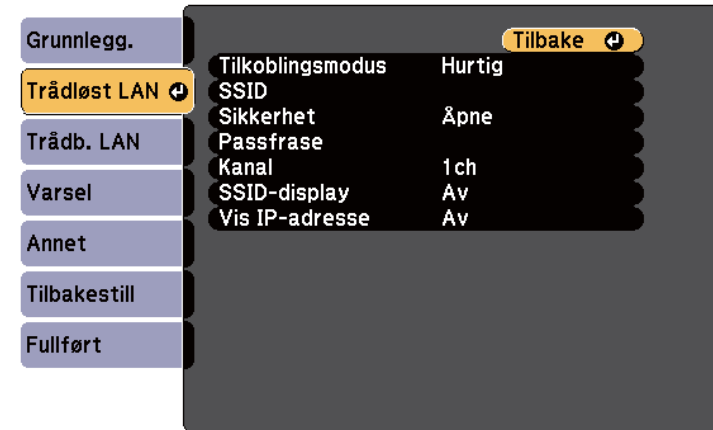 Grunnlegg.
Trådløst LAN
Trådb. LAN
Varsel
Annet
Tilbakestill
Fullført
Tilbake
Tilkoblingsmodus Hurtig
SSID
Sikkerhet Åpne
Passfrase
Kanal 1ch
SSID-display Av
Vis IP-adresse Av